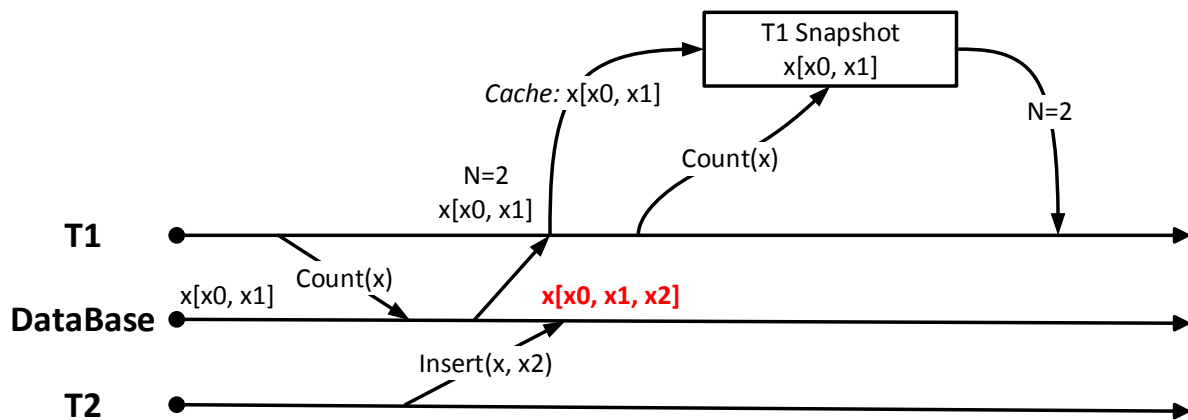 T1 Snapshot
x[x0, x1]
Cache: x[x0, x1]
N=2
Count(x)
N=2
x[x0, x1]
T1
Count(x)
x[x0, x1]
x[x0, x1, x2]
DataBase
Insert(x, x2)
T2